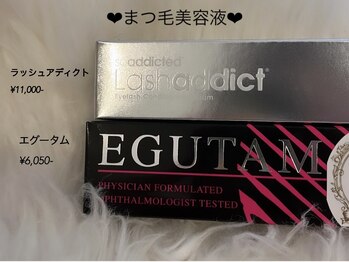 ❤まつ毛美容液❤
ラッシュアディクト
¥11,000-
soaddicted
Lashaddict
エグータム
¥6,050-
EGUTAM
PHYSICIAN FORMULATED
OPHTHALMOLOGIST TESTED